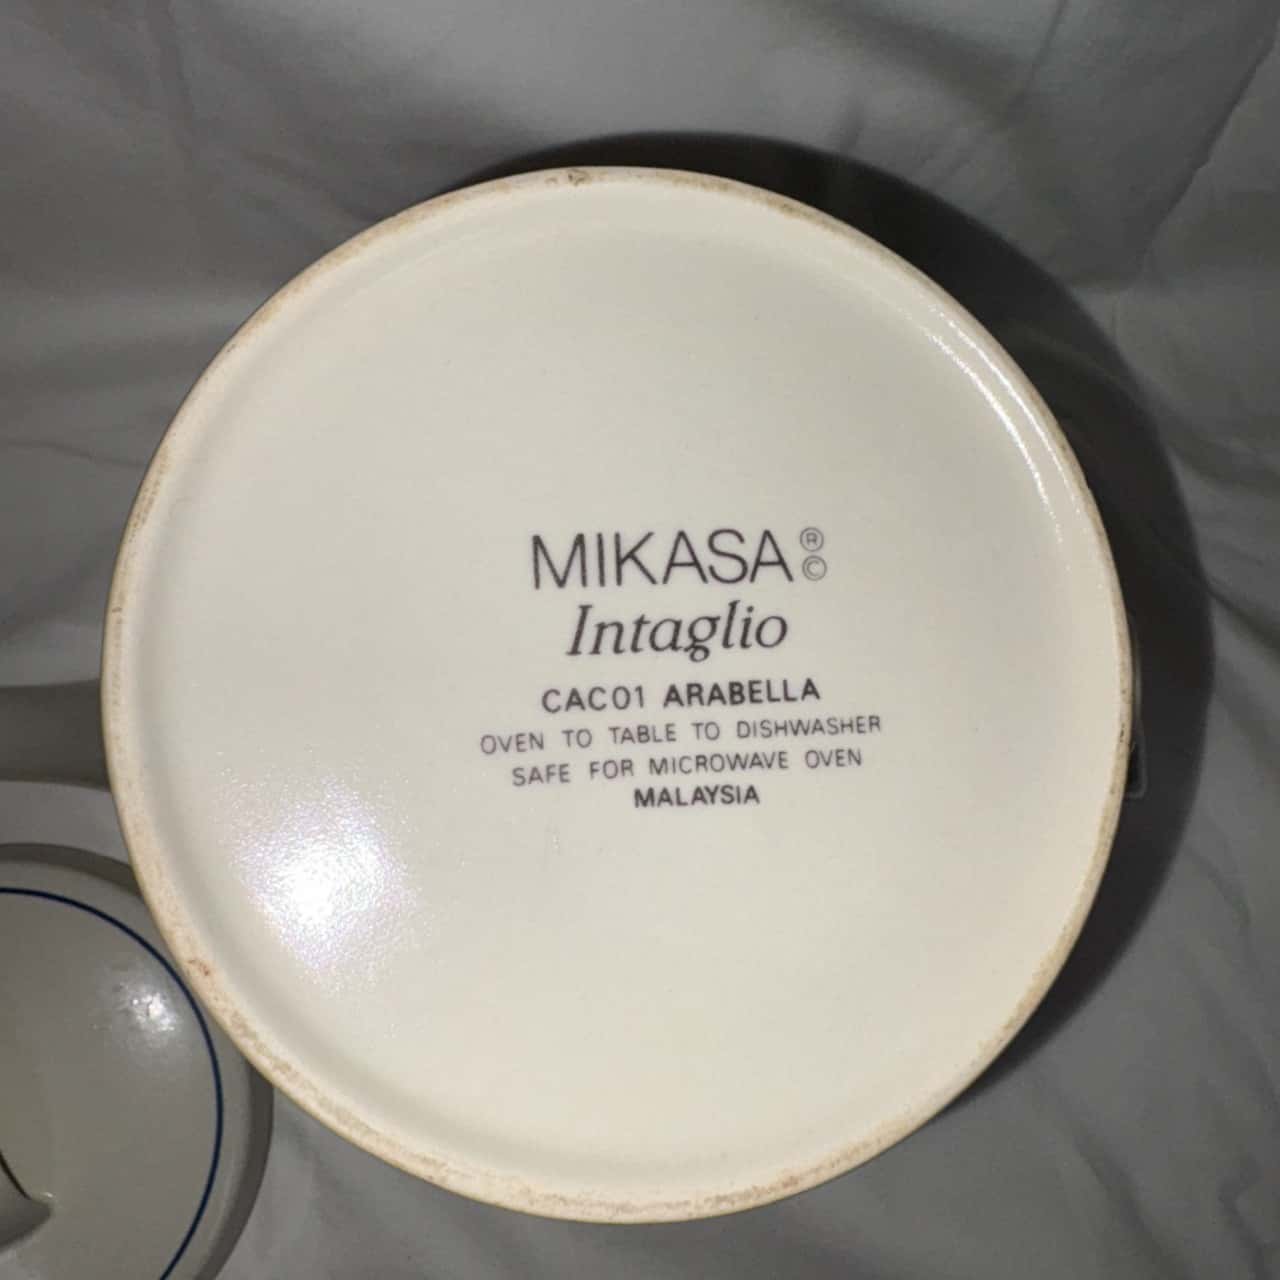 MIKASA ® ©
Intaglio
CAC01 ARABELLA
OVEN TO TABLE TO DISHWASHER
SAFE FOR MICROWAVE OVEN
MALAYSIA